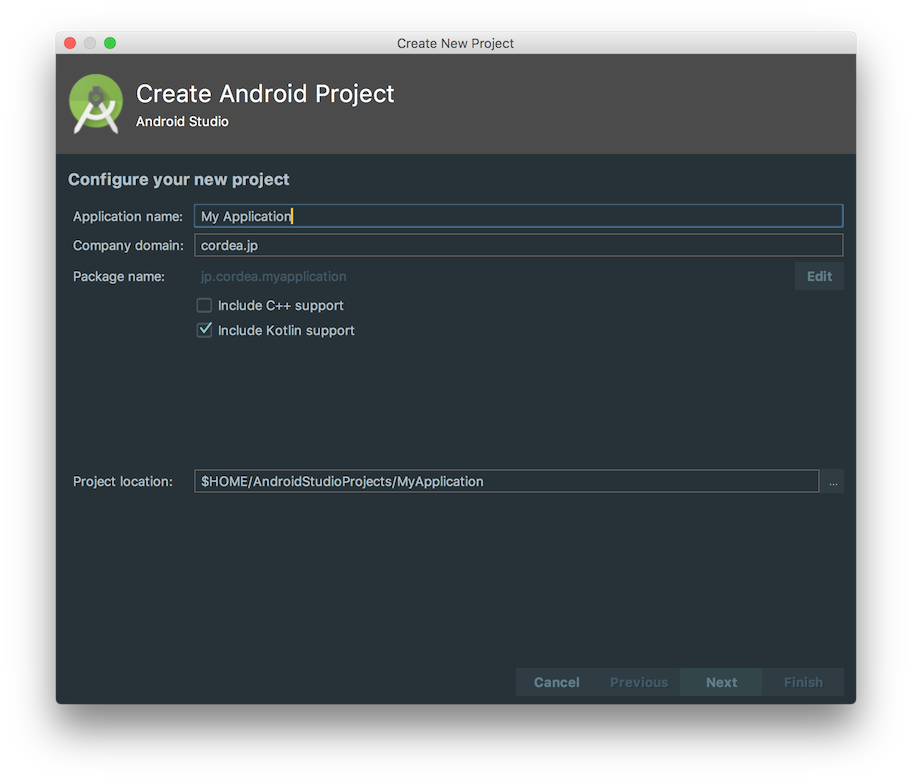 Create New Project
Create Android Project
Android Studio
Configure your new project
Application name: My Application
Company domain: cordea.jp
Package name: jp.cordea.myapplication Edit
Include C++ support
Include Kotlin support
Project location: $HOME/AndroidStudioProjects/MyApplication ...
Cancel Previous Next Finish